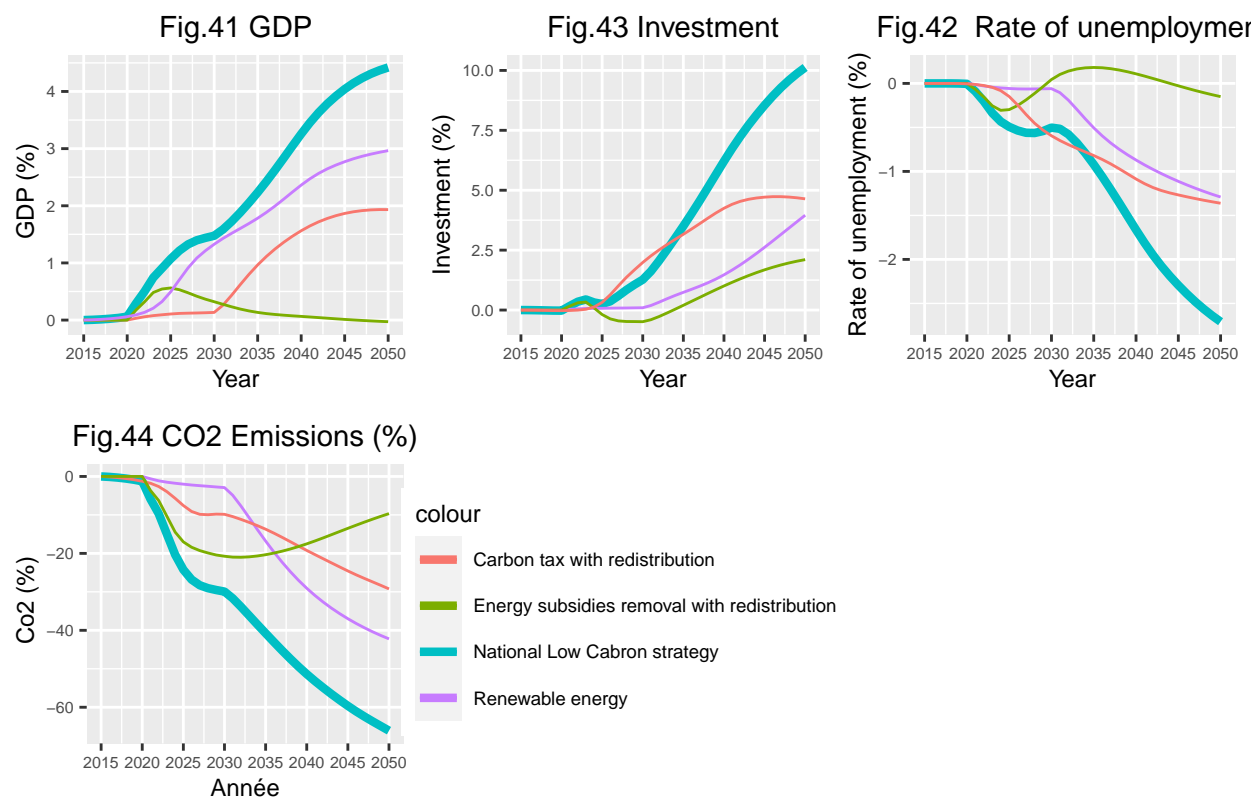 Fig.41 GDP
GDP (%)
4
3
2
1
0
2015 2020 2025 2030 2035 2040 2045 2050
Year
Fig.43 Investment
Investment (%)
10.0
7.5
5.0
2.5
0.0
2015 2020 2025 2030 2035 2040 2045 2050
Year
Fig.42 Rate of unemployment
Rate of unemployment (%)
0
−1
−2
2015 2020 2025 2030 2035 2040 2045 2050
Year
Fig.44 CO2 Emissions (%)
Co2 (%)
0
−20
−40
−60
2015 2020 2025 2030 2035 2040 2045 2050
Année
colour
Carbon tax with redistribution
Energy subsidies removal with redistribution
National Low Cabron strategy
Renewable energy